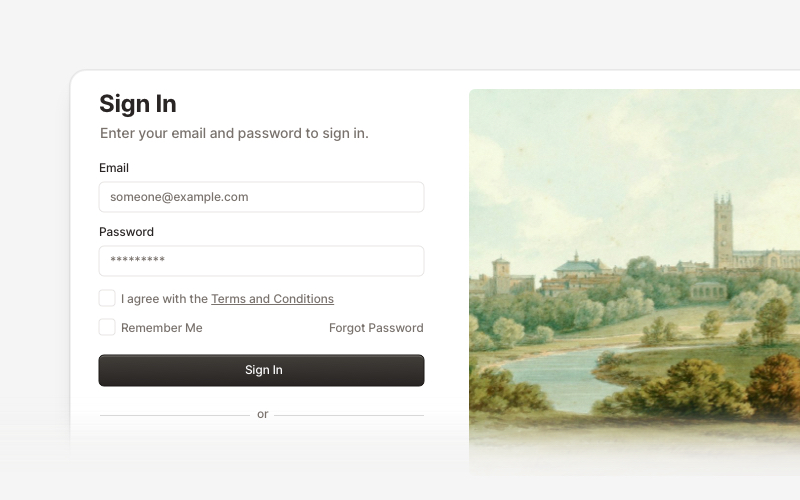 Sign In
Enter your email and password to sign in.
Email
someone@example.com
Password
*********
I agree with the Terms and Conditions
Remember Me
Forgot Password
Sign In
or